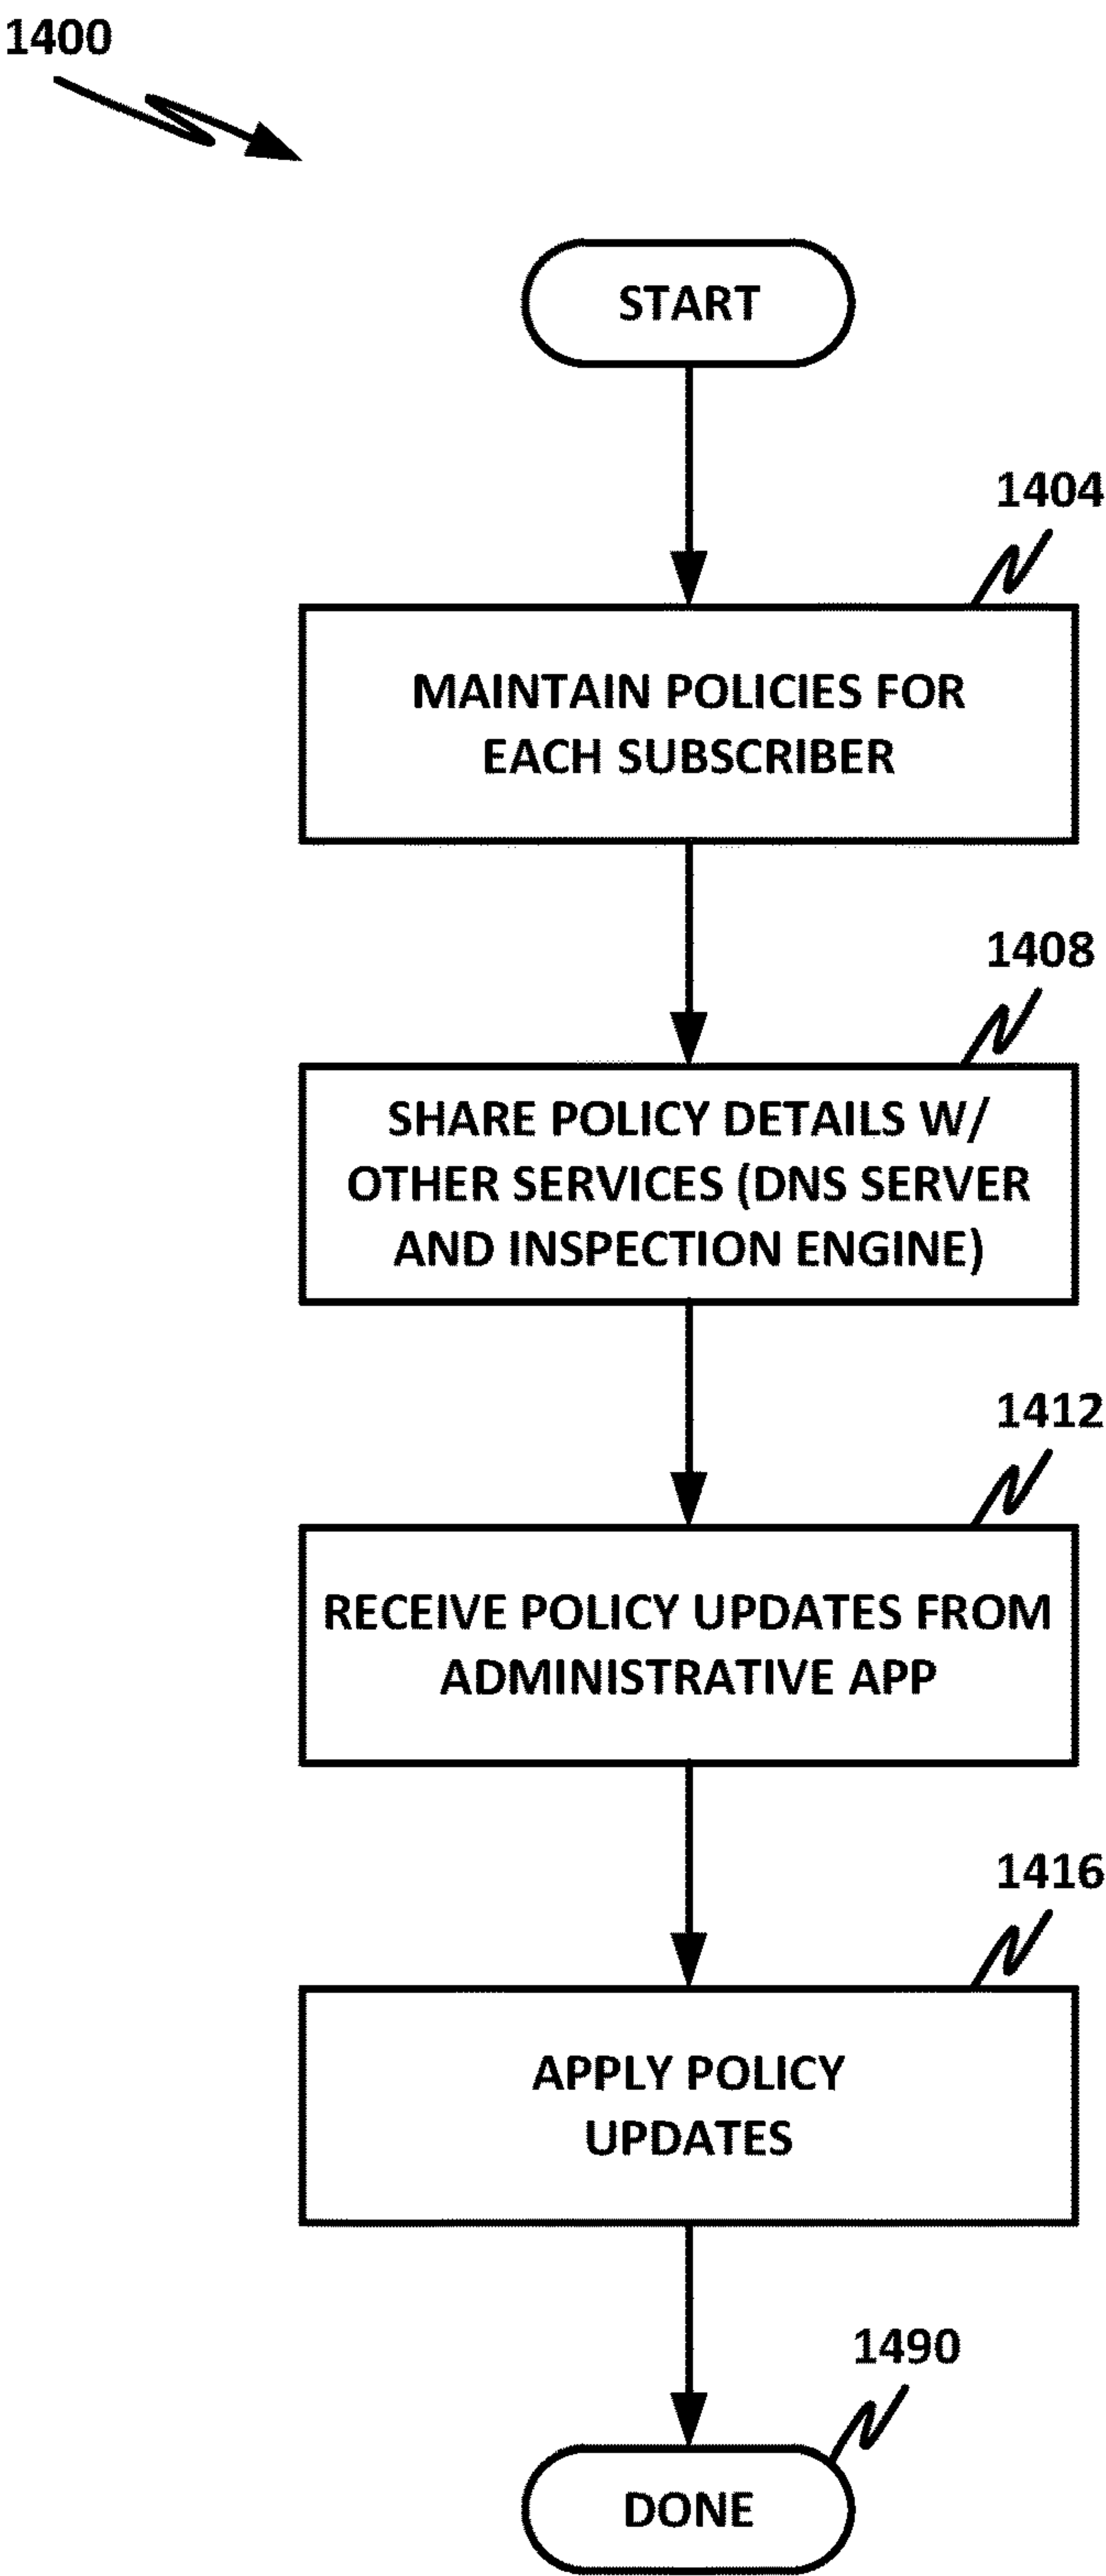 1400
START
1404
MAINTAIN POLICIES FOR
EACH SUBSCRIBER
1408
SHARE POLICY DETAILS W/
OTHER SERVICES (DNS SERVER
AND INSPECTION ENGINE)
1412
RECEIVE POLICY UPDATES FROM
ADMINISTRATIVE APP
1416
APPLY POLICY
UPDATES
1490
DONE